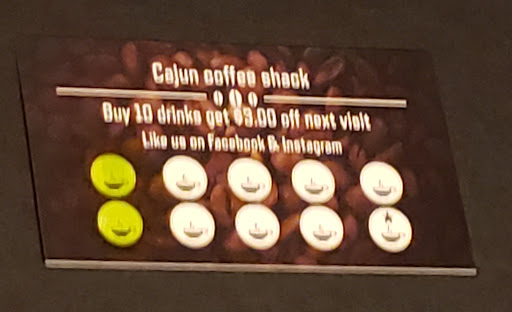 Cajun coffee shack
Buy 10 drinks get $3.00 off next visit
Like us on Facebook & Instagram